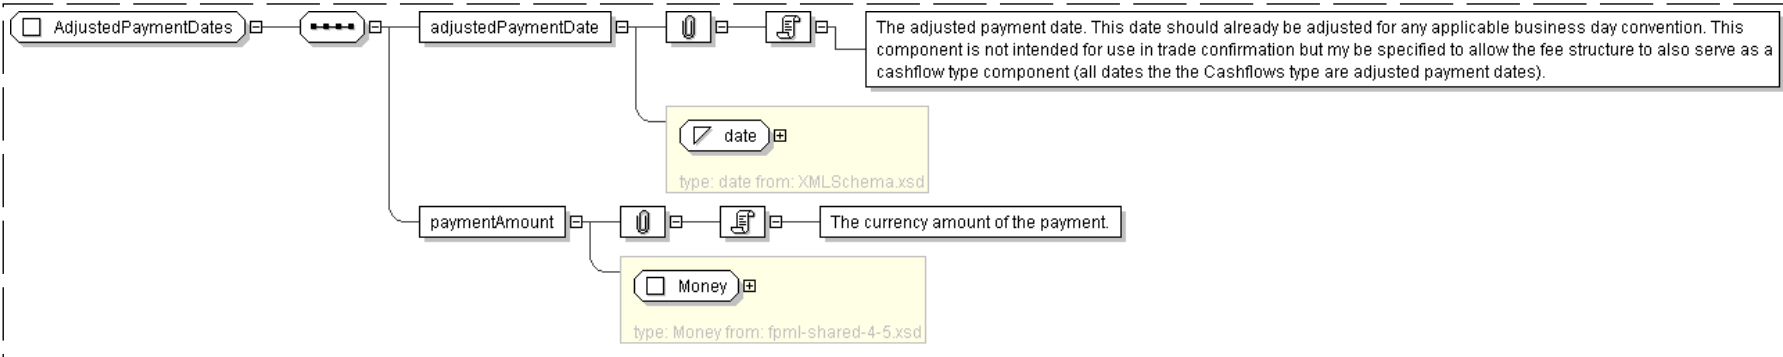 AdjustedPaymentDates
adjustedPaymentDate
The adjusted payment date. This date should already be adjusted for any applicable business day convention. This
component is not intended for use in trade confirmation but my be specified to allow the fee structure to also serve as a
cashflow type component (all dates the the Cashflows type are adjusted payment dates).
date
type: date from: XMLSchema.xsd
paymentAmount
The currency amount of the payment.
Money
type: Money from: fpml-shared-4-5.xsd